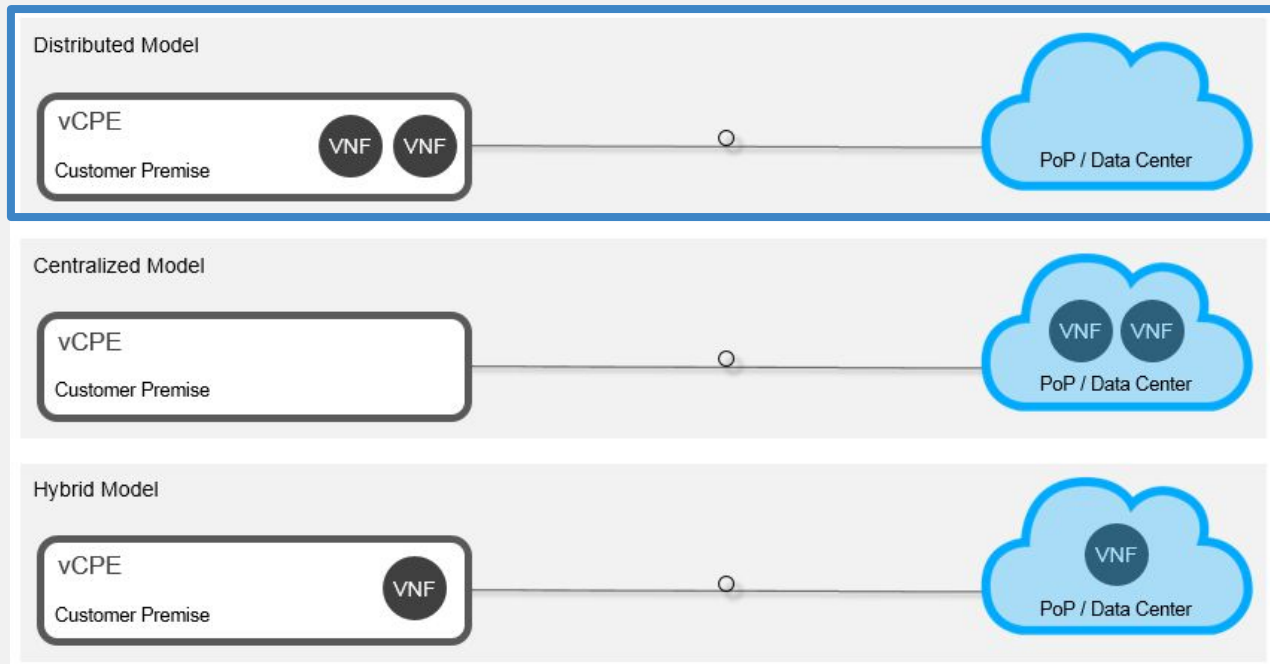 Distributed Model
vCPE
Customer Premise
VNF VNF
PoP / Data Center
Centralized Model
vCPE
Customer Premise
VNF VNF
PoP / Data Center
Hybrid Model
vCPE
Customer Premise
VNF
VNF
PoP / Data Center